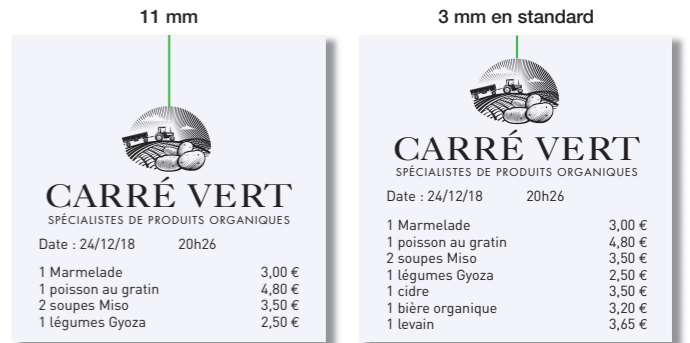 11 mm
CARRÉ VERT
SPÉCIALISTES DE PRODUITS ORGANIQUES
Date : 24/12/18 20h26
1 Marmelade 3,00 €
1 poisson au gratin 4,80 €
2 soupes Miso 3,50 €
1 légumes Gyoza 2,50 €
3 mm en standard
CARRÉ VERT
SPÉCIALISTES DE PRODUITS ORGANIQUES
Date : 24/12/18 20h26
1 Marmelade 3,00 €
1 poisson au gratin 4,80 €
2 soupes Miso 3,50 €
1 légumes Gyoza 2,50 €
1 cidre 3,50 €
1 bière organique 3,20 €
1 levain 3,65 €